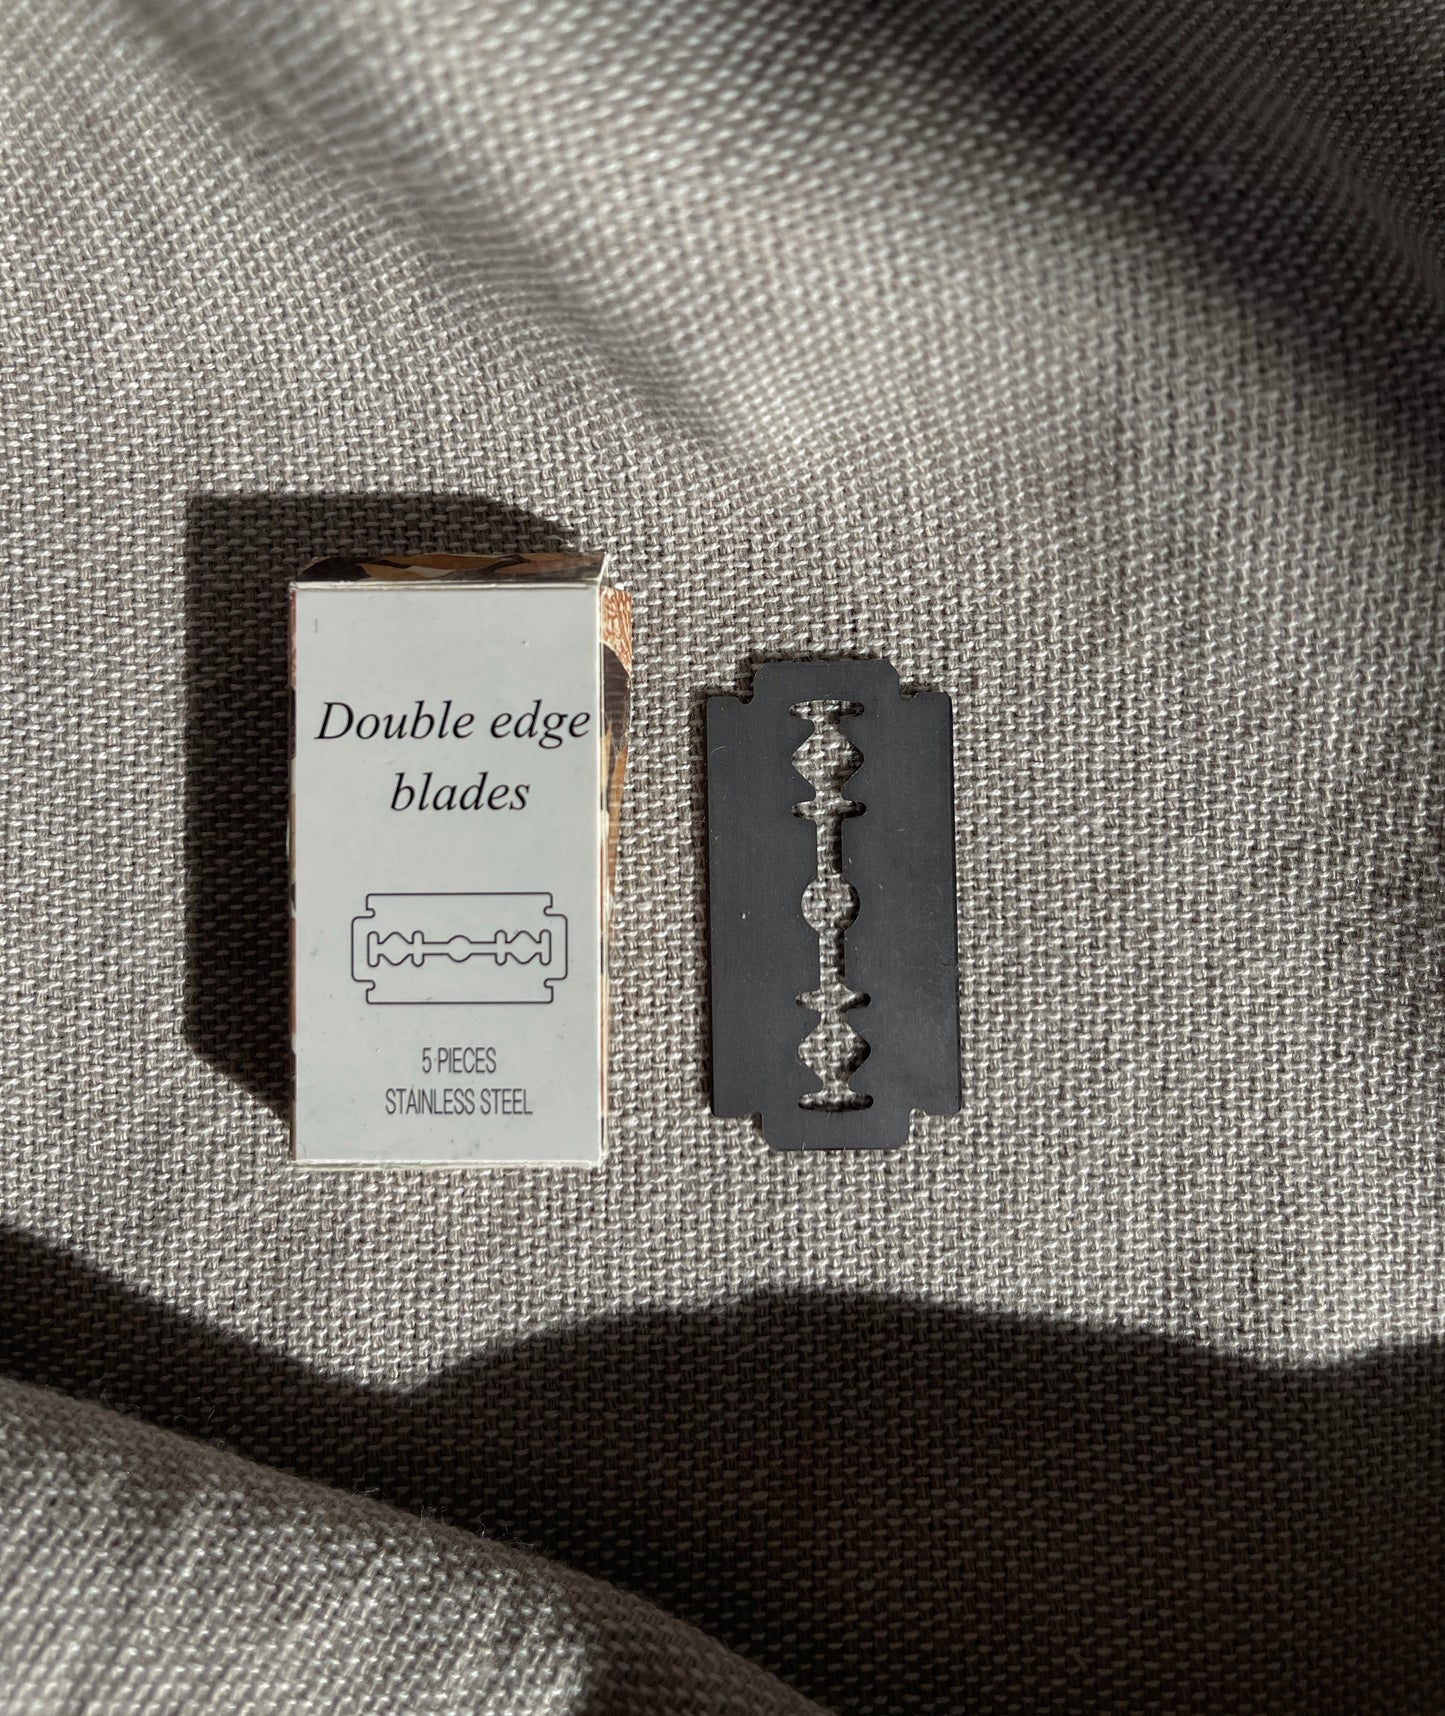 Double edge
blades
5 PIECES
STAINLESS STEEL